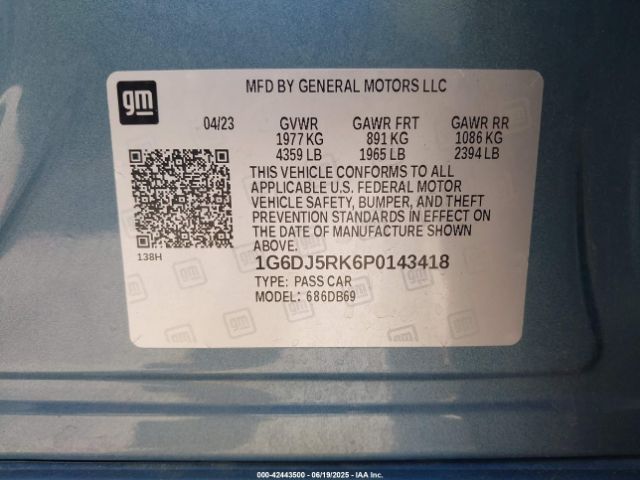 gm
MFD BY GENERAL MOTORS LLC
04/23 GVWR GAWR FRT GAWR RR
1977 KG 891 KG 1086 KG
4359 LB 1965 LB 2394 LB
THIS VEHICLE CONFORMS TO ALL
APPLICABLE U.S. FEDERAL MOTOR
VEHICLE SAFETY, BUMPER, AND THEFT
PREVENTION STANDARDS IN EFFECT ON
THE DATE OF MANUFACTURE SHOWN
ABOVE.
138H
1G6DJ5RK6P0143418
TYPE: PASS CAR
MODEL: 686DB69
000-42443500 - 06/19/2025 - IAA Inc.